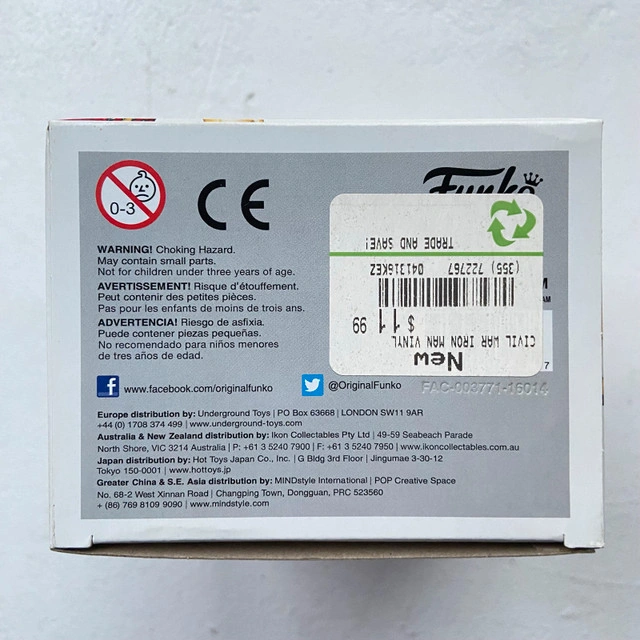 0-3
CE
Funko
WARNING! Choking Hazard.
May contain small parts.
Not for children under three years of age.
AVERTISSEMENT! Risque d'étouffement.
Peut contenir des petites pièces.
Pas pour les enfants de moins de trois ans.
ADVERTENCIA! Riesgo de asfixia.
Puede contener piezas pequeñas.
No recomendado para niños menores
de tres años de edad.
New
CIVIL WAR IRON MAN VINYL
$ 11.99
(355) 722767 041316KEZ
TRADE AND SAVE!
M
AM
7
f www.facebook.com/originalfunko
@OriginalFunko
FAC-003771-16014
Europe distribution by: Underground Toys | PO Box 63668 | LONDON SW11 9AR
+44 (0) 1708 374 499 | www.underground-toys.com
Australia & New Zealand distribution by: Ikon Collectables Pty Ltd | 49-59 Seabeach Parade
North Shore, VIC 3214 Australia | P: +61 3 5240 7900 | F: +61 3 5240 7950 | www.ikoncollectables.com.au
Japan distribution by: Hot Toys Japan Co., Inc. | G Bldg 3rd Floor | Jingumae 3-30-12
Tokyo 150-0001 | www.hottoys.jp
Greater China & S.E. Asia distribution by: MINDstyle International | POP Creative Space
No. 68-2 West Xinnan Road | Changping Town, Dongguan, PRC 523560
+ (86) 769 8109 9090 | www.mindstyle.com